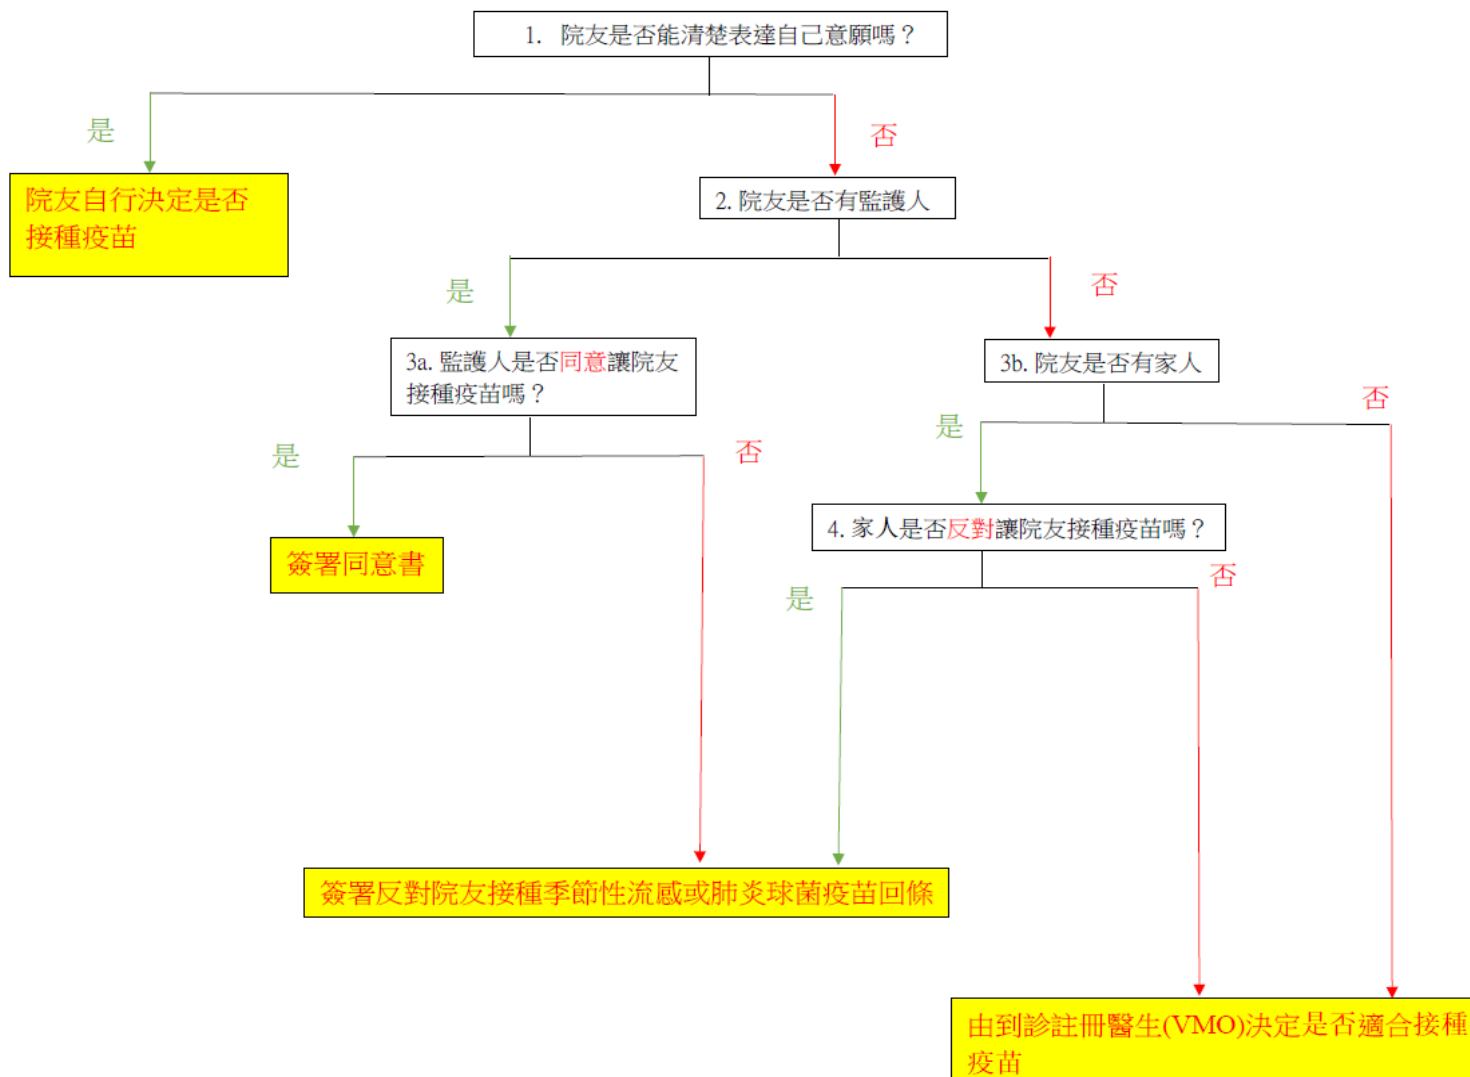 1. 院友是否能清楚表達自己意願嗎？
是
否
院友自行決定是否
接種疫苗
2. 院友是否有監護人
是
否
3a. 監護人是否同意讓院友
接種疫苗嗎？
3b. 院友是否有家人
是
否
是
否
4. 家人是否反對讓院友接種疫苗嗎？
簽署同意書
是
否
簽署反對院友接種季節性流感或肺炎球菌疫苗回條
由到診註冊醫生(VMO)決定是否適合接種
疫苗